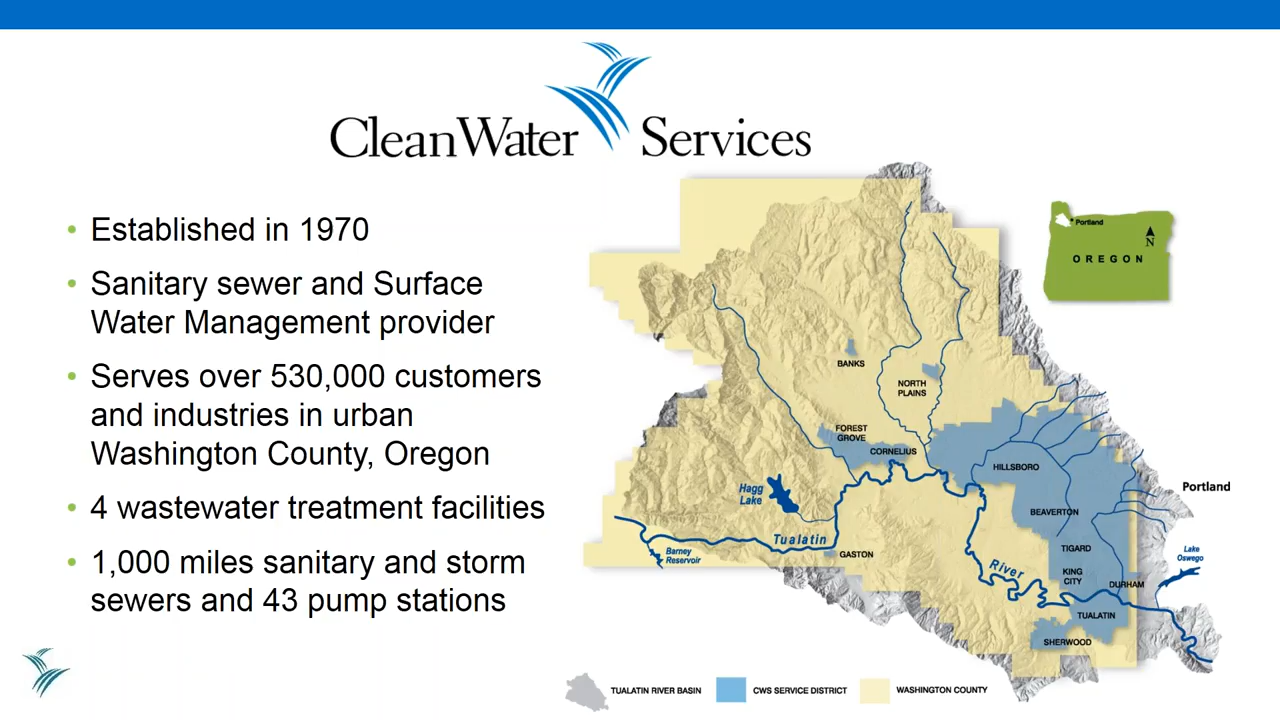 CleanWater Services
• Established in 1970
• Sanitary sewer and Surface
Water Management provider
• Serves over 530,000 customers
and industries in urban
Washington County, Oregon
• 4 wastewater treatment facilities
• 1,000 miles sanitary and storm
sewers and 43 pump stations
Portland
N
OREGON
BANKS
NORTH
PLAINS
FOREST
GROVE
CORNELIUS
HILLSBORO
Hagg
Lake
Portland
BEAVERTON
Tualatin
Barney
Reservoir
GASTON
TIGARD
Lake
Oswego
River
KING
CITY
DURHAM
TUALATIN
SHERWOOD
TUALATIN RIVER BASIN
CWS SERVICE DISTRICT
WASHINGTON COUNTY